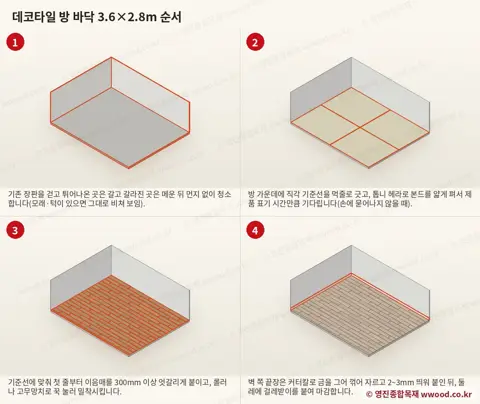 데코타일 방 바닥 3.6×2.8m 순서
1
2
기존 장판을 걷고 튀어나온 곳은 갈고 갈라진 곳은 메운 뒤 먼지 없이 청소
합니다(모래·턱이 있으면 그대로 비쳐 보임).
방 가운데에 직각 기준선을 먹줄로 긋고, 톱니 헤라로 본드를 얇게 펴서 제
품 표기 시간만큼 기다립니다(손에 묻어나지 않을 때).
3
4
기준선에 맞춰 첫 줄부터 이음매를 300mm 이상 엇갈리게 붙이고, 롤러
나 고무망치로 꾹 눌러 밀착시킵니다.
벽 쪽 끝장은 커터칼로 금을 그어 꺾어 자르고 2~3mm 띄워 붙인 뒤, 둘
레에 걸레받이를 붙여 마감합니다.
© 영진종합목재 wwood.co.kr